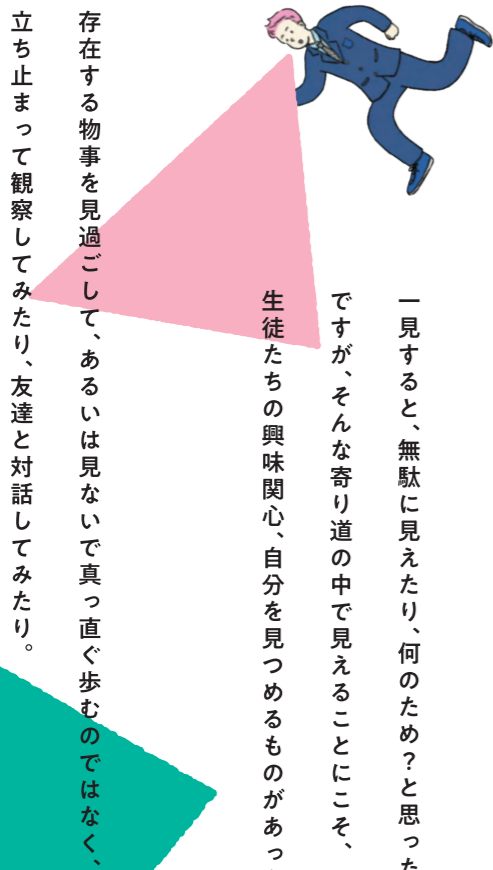 一見すると、無駄に見えたり、何のため？と思った
ですが、そんな寄り道の中で見えることにこそ、
生徒たちの興味関心、自分を見つめるものがあっ
存在する物事を見過ごして、あるいは見ないで真っ直ぐ歩むのではなく、
立ち止まって観察してみたり、友達と対話してみたり。